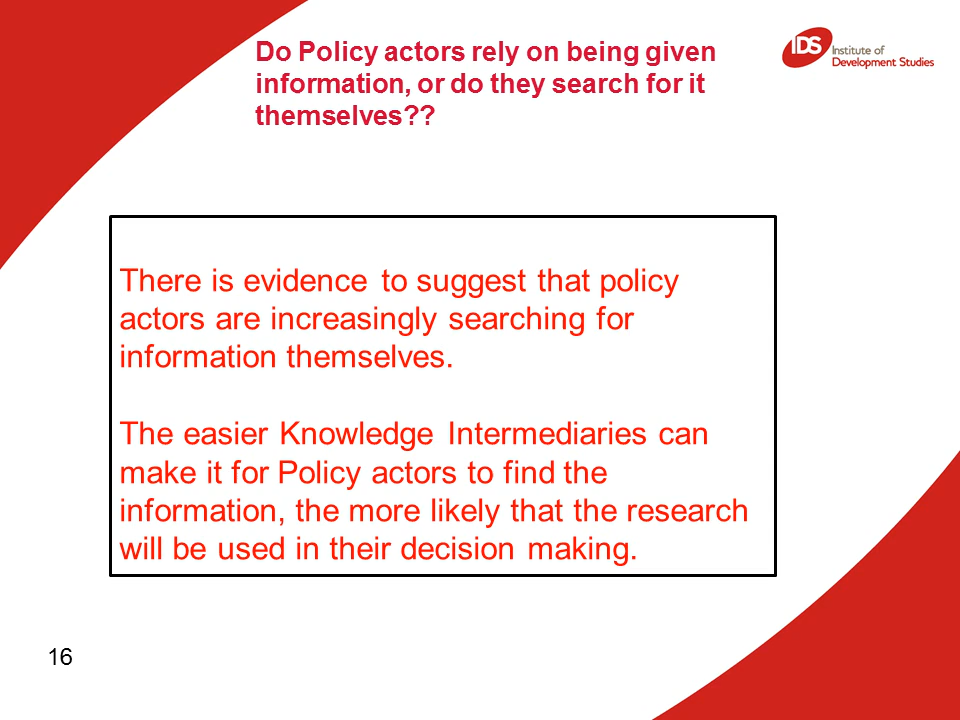 Do Policy actors rely on being given
information, or do they search for it
themselves??
IDS
Institute of
Development Studies
There is evidence to suggest that policy
actors are increasingly searching for
information themselves.
The easier Knowledge Intermediaries can
make it for Policy actors to find the
information, the more likely that the research
will be used in their decision making.
16